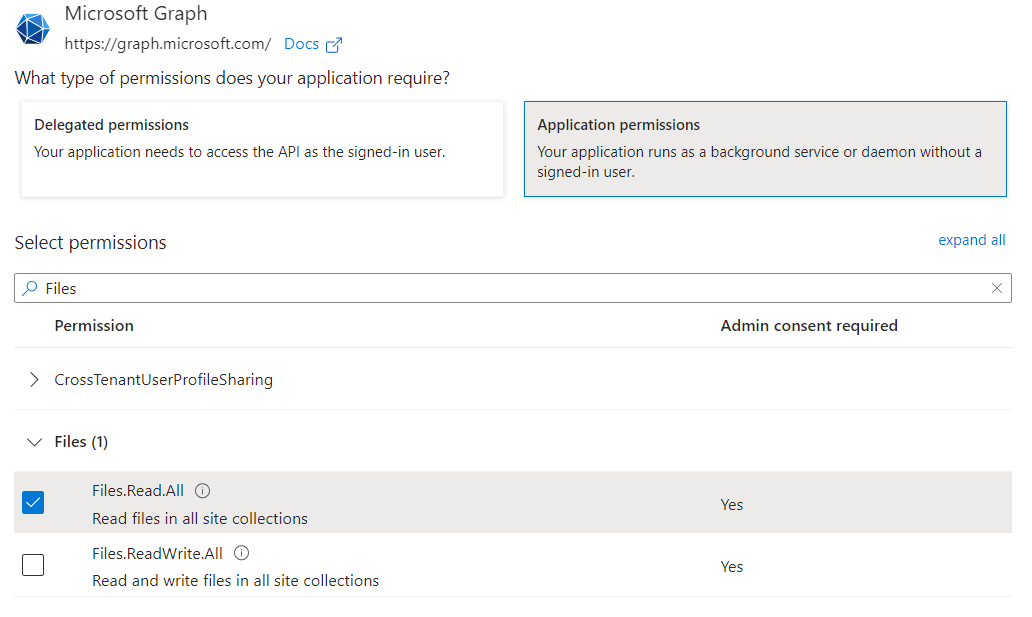 Microsoft Graph
https://graph.microsoft.com/ Docs
What type of permissions does your application require?
Delegated permissions
Your application needs to access the API as the signed-in user.
Application permissions
Your application runs as a background service or daemon without a
signed-in user.
Select permissions
expand all
Files
Permission
Admin consent required
CrossTenantUserProfileSharing
Files (1)
Files.Read.All
Read files in all site collections
Yes
Files.ReadWrite.All
Read and write files in all site collections
Yes